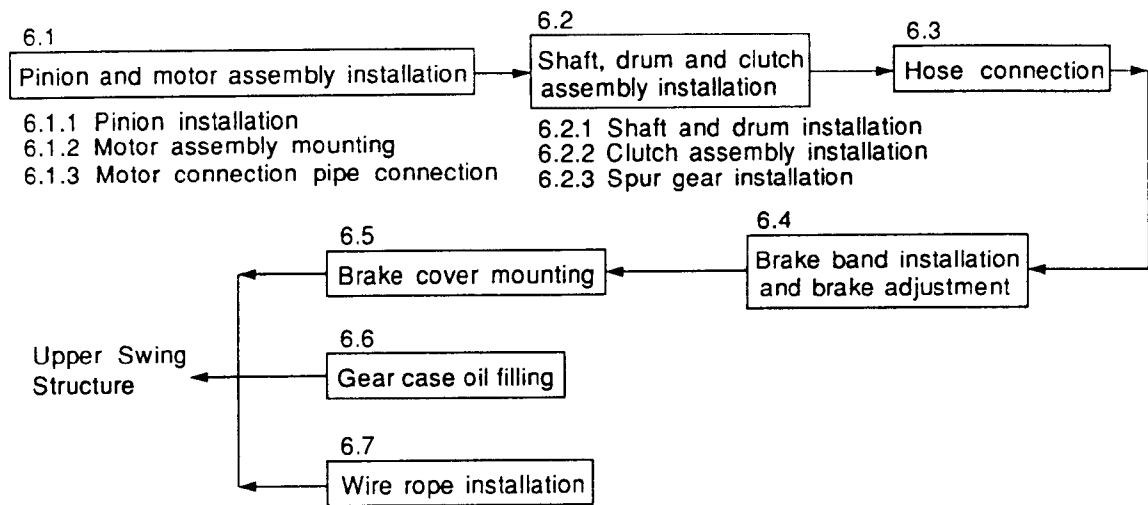 6.1
Pinion and motor assembly installation
6.1.1 Pinion installation
6.1.2 Motor assembly mounting
6.1.3 Motor connection pipe connection
6.2
Shaft, drum and clutch
assembly installation
6.2.1 Shaft and drum installation
6.2.2 Clutch assembly installation
6.2.3 Spur gear installation
6.3
Hose connection
6.4
Brake band installation
and brake adjustment
6.5
Brake cover mounting
6.6
Gear case oil filling
6.7
Wire rope installation
Upper Swing
Structure